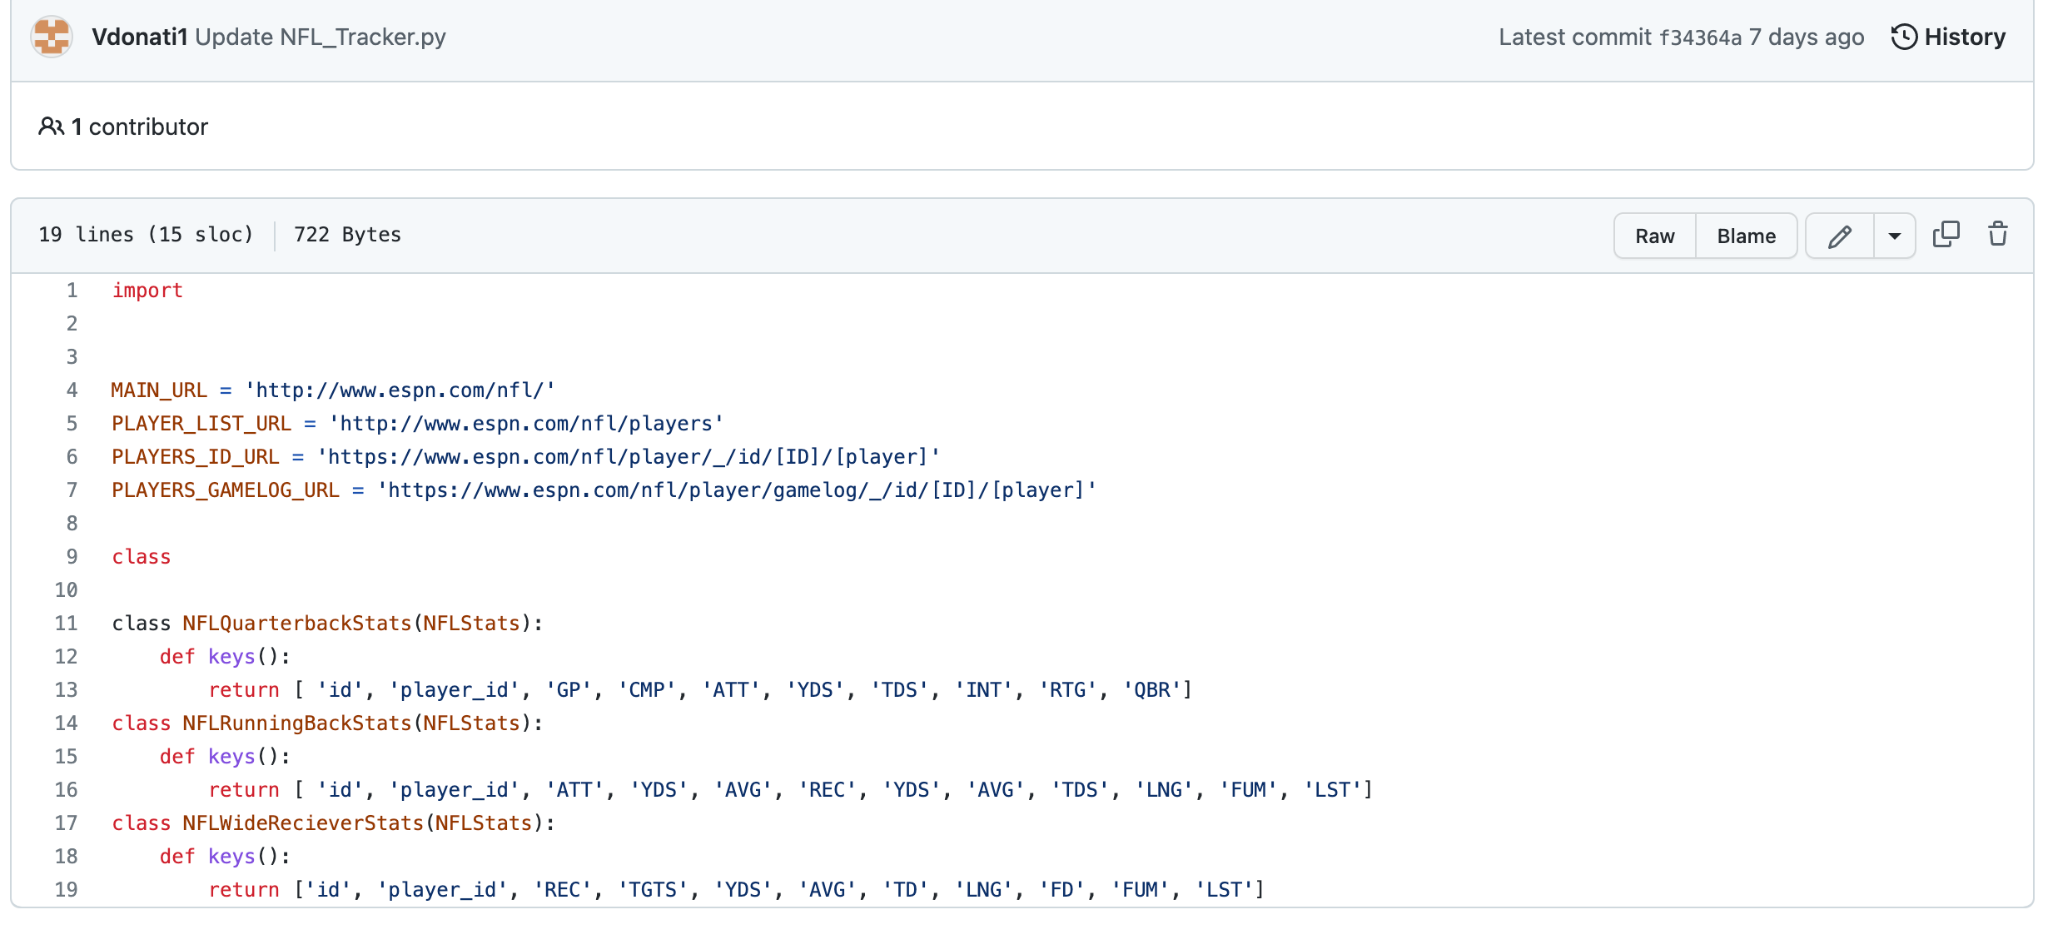 Vdonati1 Update NFL_Tracker.py Latest commit f34364a 7 days ago History
1 contributor
19 lines (15 sloc) 722 Bytes Raw Blame
1 import
2
3
4 MAIN_URL = 'http://www.espn.com/nfl/'
5 PLAYER_LIST_URL = 'http://www.espn.com/nfl/players'
6 PLAYERS_ID_URL = 'https://www.espn.com/nfl/player/_/id/[ID]/[player]'
7 PLAYERS_GAMELOG_URL = 'https://www.espn.com/nfl/player/gamelog/_/id/[ID]/[player]'
8
9 class
10
11 class NFLQuarterbackStats(NFLStats):
12 def keys():
13 return [ 'id', 'player_id', 'GP', 'CMP', 'ATT', 'YDS', 'TDS', 'INT', 'RTG', 'QBR']
14 class NFLRunningBackStats(NFLStats):
15 def keys():
16 return [ 'id', 'player_id', 'ATT', 'YDS', 'AVG', 'REC', 'YDS', 'AVG', 'TDS', 'LNG', 'FUM', 'LST']
17 class NFLWideRecieverStats(NFLStats):
18 def keys():
19 return ['id', 'player_id', 'REC', 'TGTS', 'YDS', 'AVG', 'TD', 'LNG', 'FD', 'FUM', 'LST']